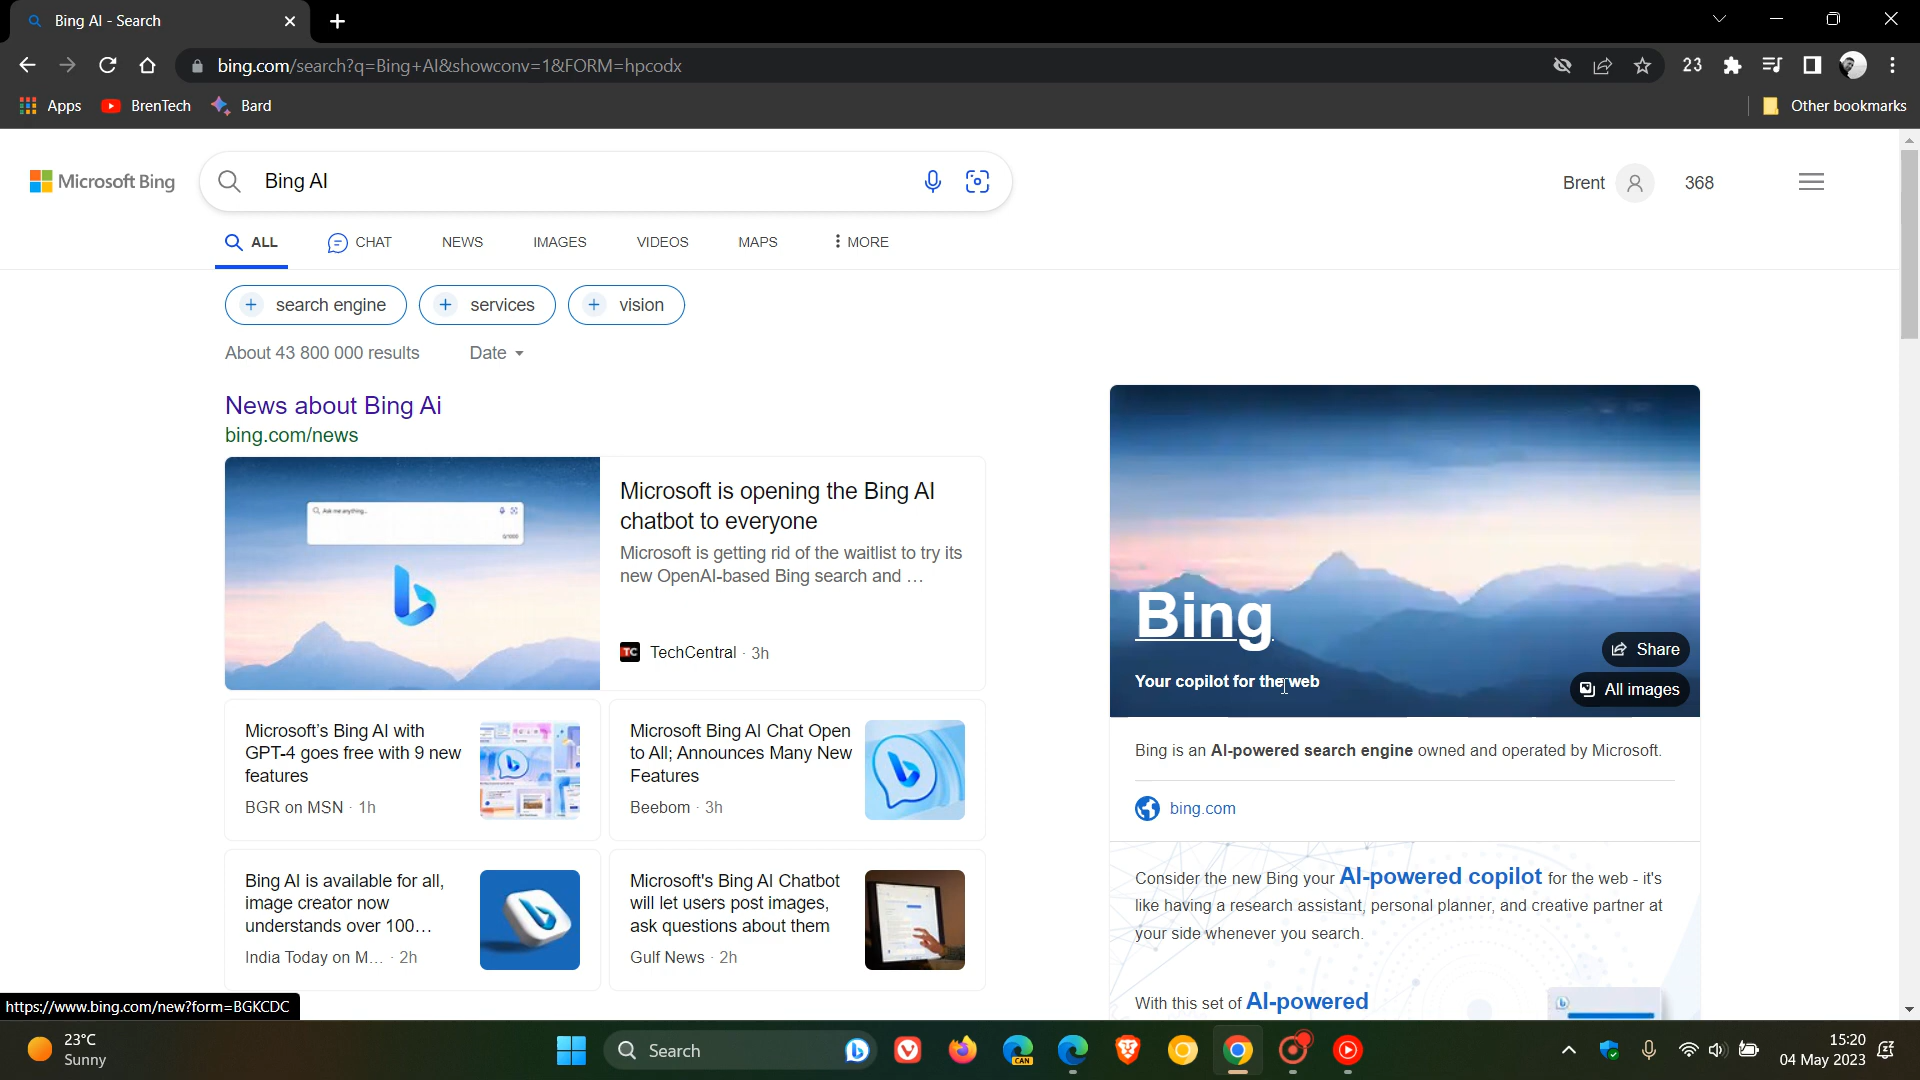 Bing AI - Search
bing.com/search?q=Bing+AI&showconv=1&FORM=hpcodx
23
Apps
BrenTech
Bard
Other bookmarks
Microsoft Bing
Bing AI
Brent
368
ALL
CHAT
NEWS
IMAGES
VIDEOS
MAPS
MORE
search engine
services
vision
About 43 800 000 results
Date
News about Bing Ai
bing.com/news
Ask me anything...
0/1000
Microsoft is opening the Bing AI
chatbot to everyone
Microsoft is getting rid of the waitlist to try its
new OpenAI-based Bing search and ...
TC TechCentral · 3h
Microsoft's Bing AI with
GPT-4 goes free with 9 new
features
BGR on MSN · 1h
Microsoft Bing AI Chat Open
to All; Announces Many New
Features
Beebom · 3h
Bing AI is available for all,
image creator now
understands over 100...
India Today on M... · 2h
Microsoft's Bing AI Chatbot
will let users post images,
ask questions about them
Gulf News · 2h
Bing
Your copilot for the web
Share
All images
Bing is an AI-powered search engine owned and operated by Microsoft.
bing.com
Consider the new Bing your AI-powered copilot for the web - it's
like having a research assistant, personal planner, and creative partner at
your side whenever you search.
With this set of AI-powered
https://www.bing.com/new?form=BGKCDC
23°C
Sunny
Search
CAN
15:20
04 May 2023